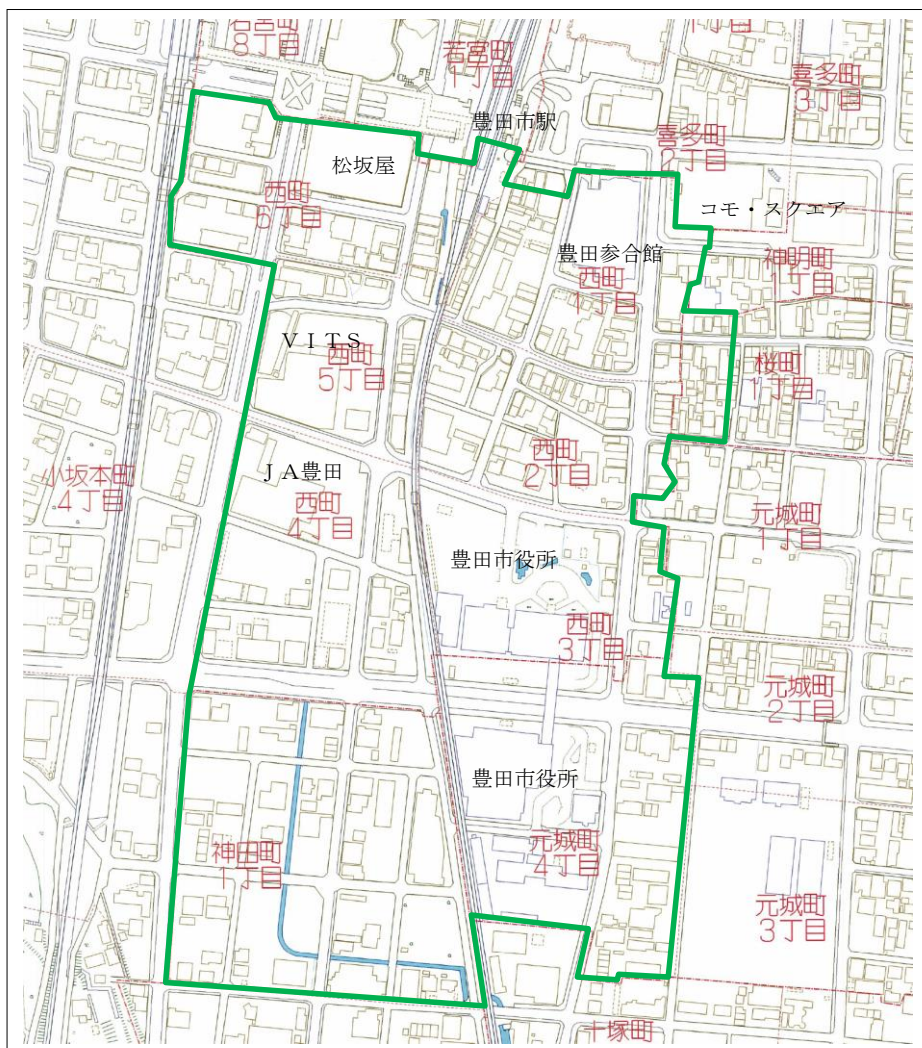 若宮町
8丁目
若宮町
1丁目
喜多町
3丁目
豊田市駅
喜多町
2丁目
松坂屋
西町
6丁目
コモ・スクエア
豊田参合館
西町
1丁目
神明町
1丁目
ＶＩＴＳ
西町
5丁目
桜町
1丁目
西町
2丁目
小坂本町
4丁目
ＪＡ豊田
西町
4丁目
元城町
1丁目
豊田市役所
西町
3丁目
元城町
2丁目
豊田市役所
元城町
4丁目
神田町
1丁目
元城町
3丁目
十塚町